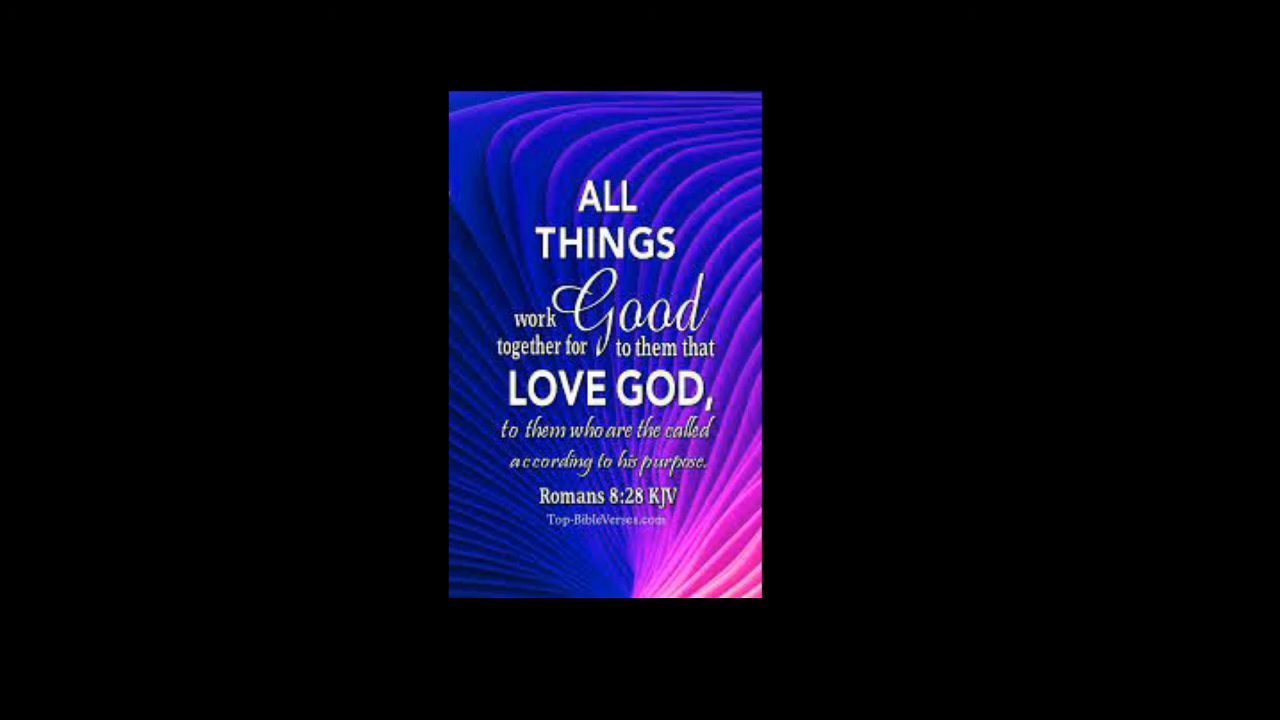 ALL
THINGS
work Good
together for to them that
LOVE GOD,
to them who are the called
according to his purpose.
Romans 8:28 KJV
Top-BibleVerses.com